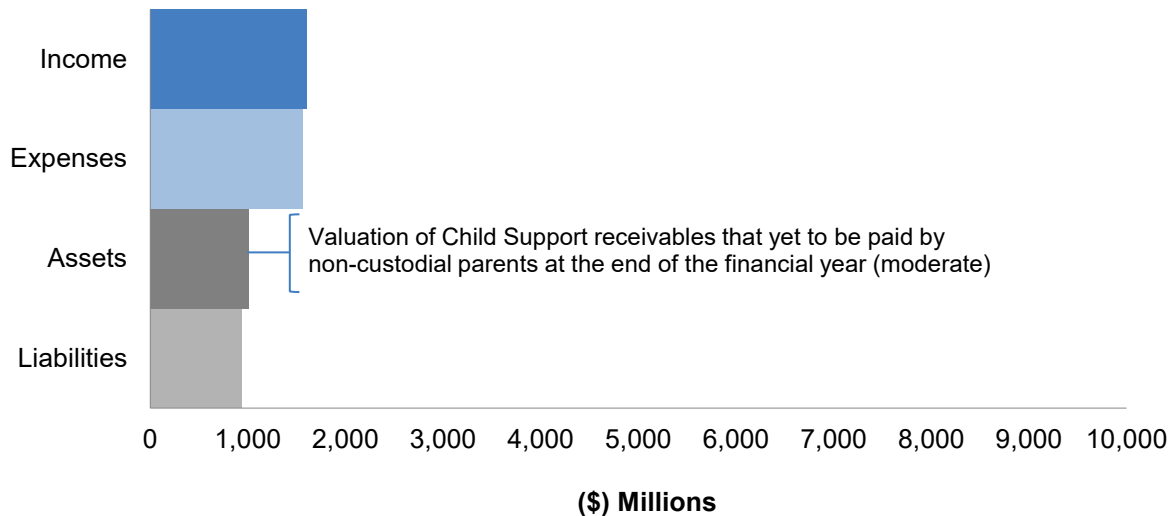 Income
Expenses
Assets
Valuation of Child Support receivables that yet to be paid by
non-custodial parents at the end of the financial year (moderate)
Liabilities
0 1,000 2,000 3,000 4,000 5,000 6,000 7,000 8,000 9,000 10,000
($) Millions